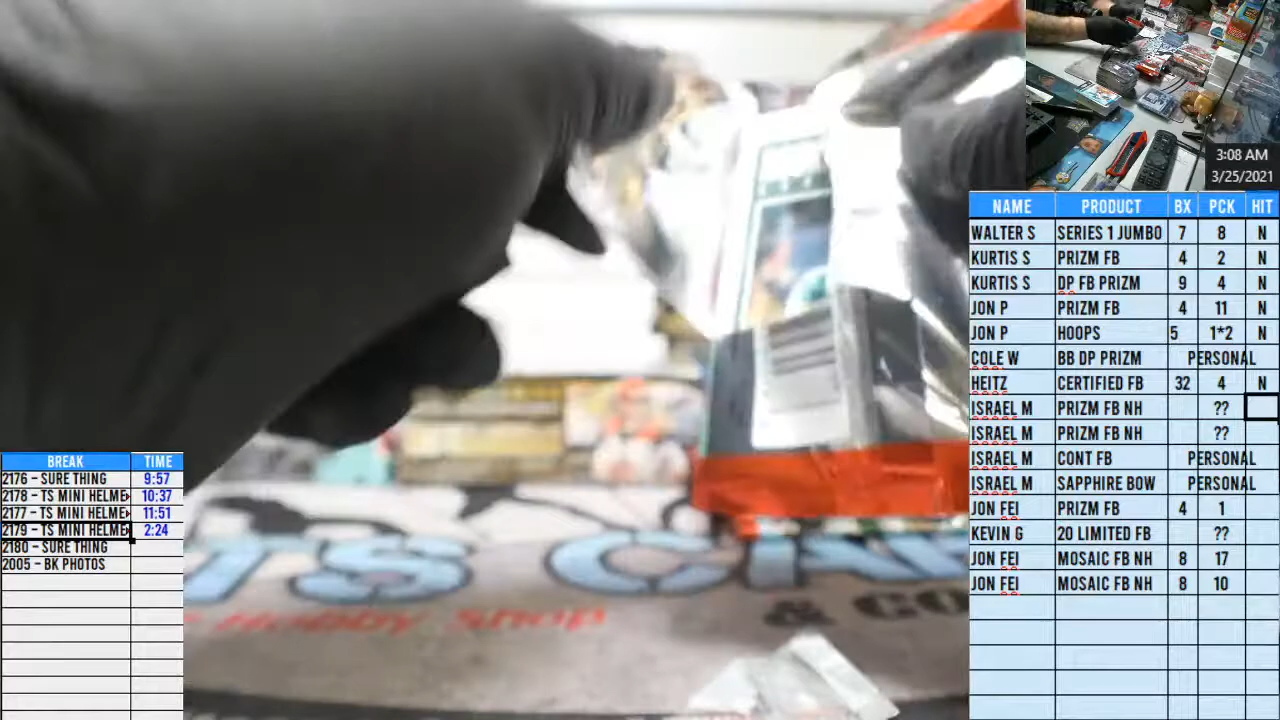 3:08 AM
3/25/2021
NAME PRODUCT BX PCK HIT
WALTER S SERIES 1 JUMBO 7 8 N
KURTIS S PRIZM FB 4 2 N
KURTIS S DP FB PRIZM 9 4 N
JON P PRIZM FB 4 11 N
JON P HOOPS 5 1*2 N
COLE W BB DP PRIZM PERSONAL
HEITZ CERTIFIED FB 32 4 N
ISRAEL M PRIZM FB NH ??
ISRAEL M PRIZM FB NH ??
ISRAEL M CONT FB PERSONAL
ISRAEL M SAPPHIRE BOW PERSONAL
JON FEI PRIZM FB 4 1
KEVIN G 20 LIMITED FB ??
JON FEI MOSAIC FB NH 8 17
JON FEI MOSAIC FB NH 8 10
BREAK TIME
2176 - SURE THING 9:57
2178 - TS MINI HELME 10:37
2177 - TS MINI HELME 11:51
2179 - TS MINI HELME 2:24
2180 - SURE THING
2005 - BK PHOTOS
TS CAR
Hobby Shop
& CO